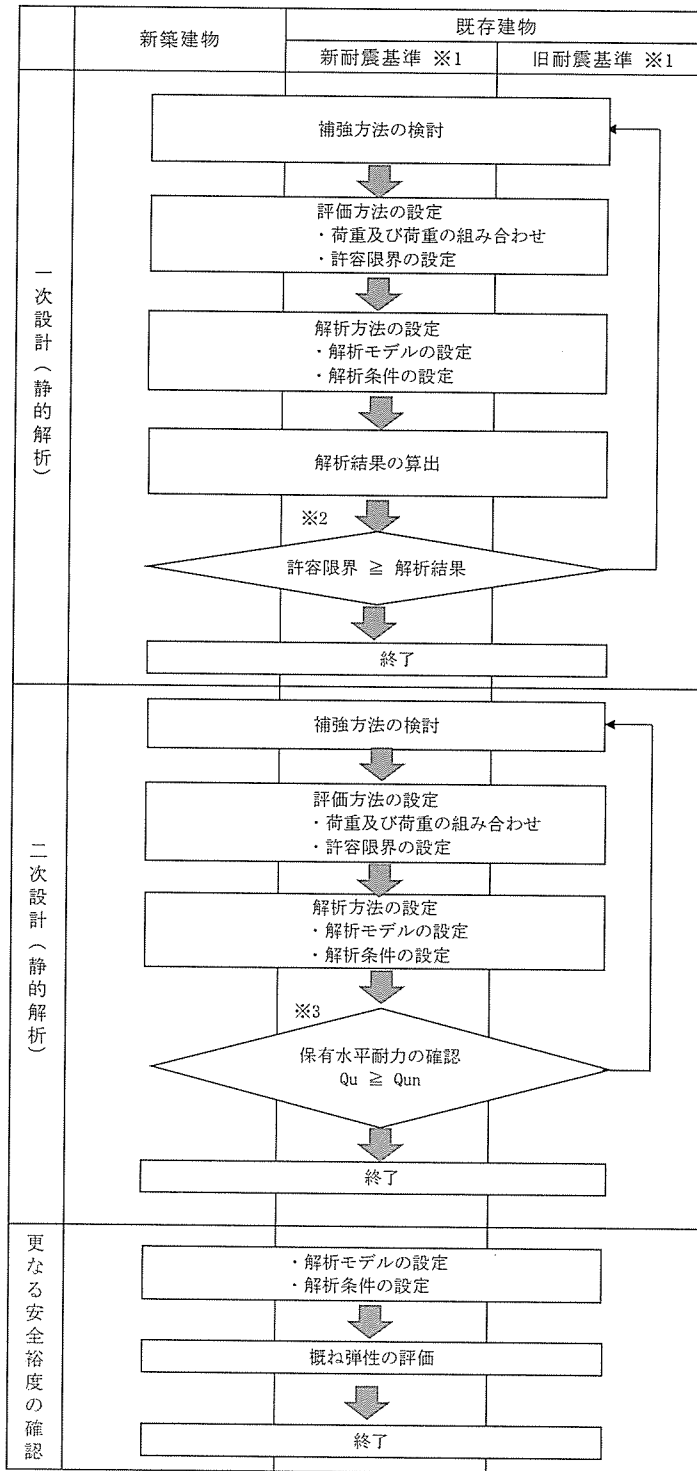 新築建物
既存建物
新耐震基準 ※1
旧耐震基準 ※1
一次設計(静的解析)
補強方法の検討
評価方法の設定
・荷重及び荷重の組み合わせ
・許容限界の設定
解析方法の設定
・解析モデルの設定
・解析条件の設定
解析結果の算出
※2
許容限界 ≧ 解析結果
終了
二次設計(静的解析)
補強方法の検討
評価方法の設定
・荷重及び荷重の組み合わせ
・許容限界の設定
解析方法の設定
・解析モデルの設定
・解析条件の設定
※3
保有水平耐力の確認
Qu ≧ Qun
終了
更なる安全裕度の確認
・解析モデルの設定
・解析条件の設定
概ね弾性の評価
終了